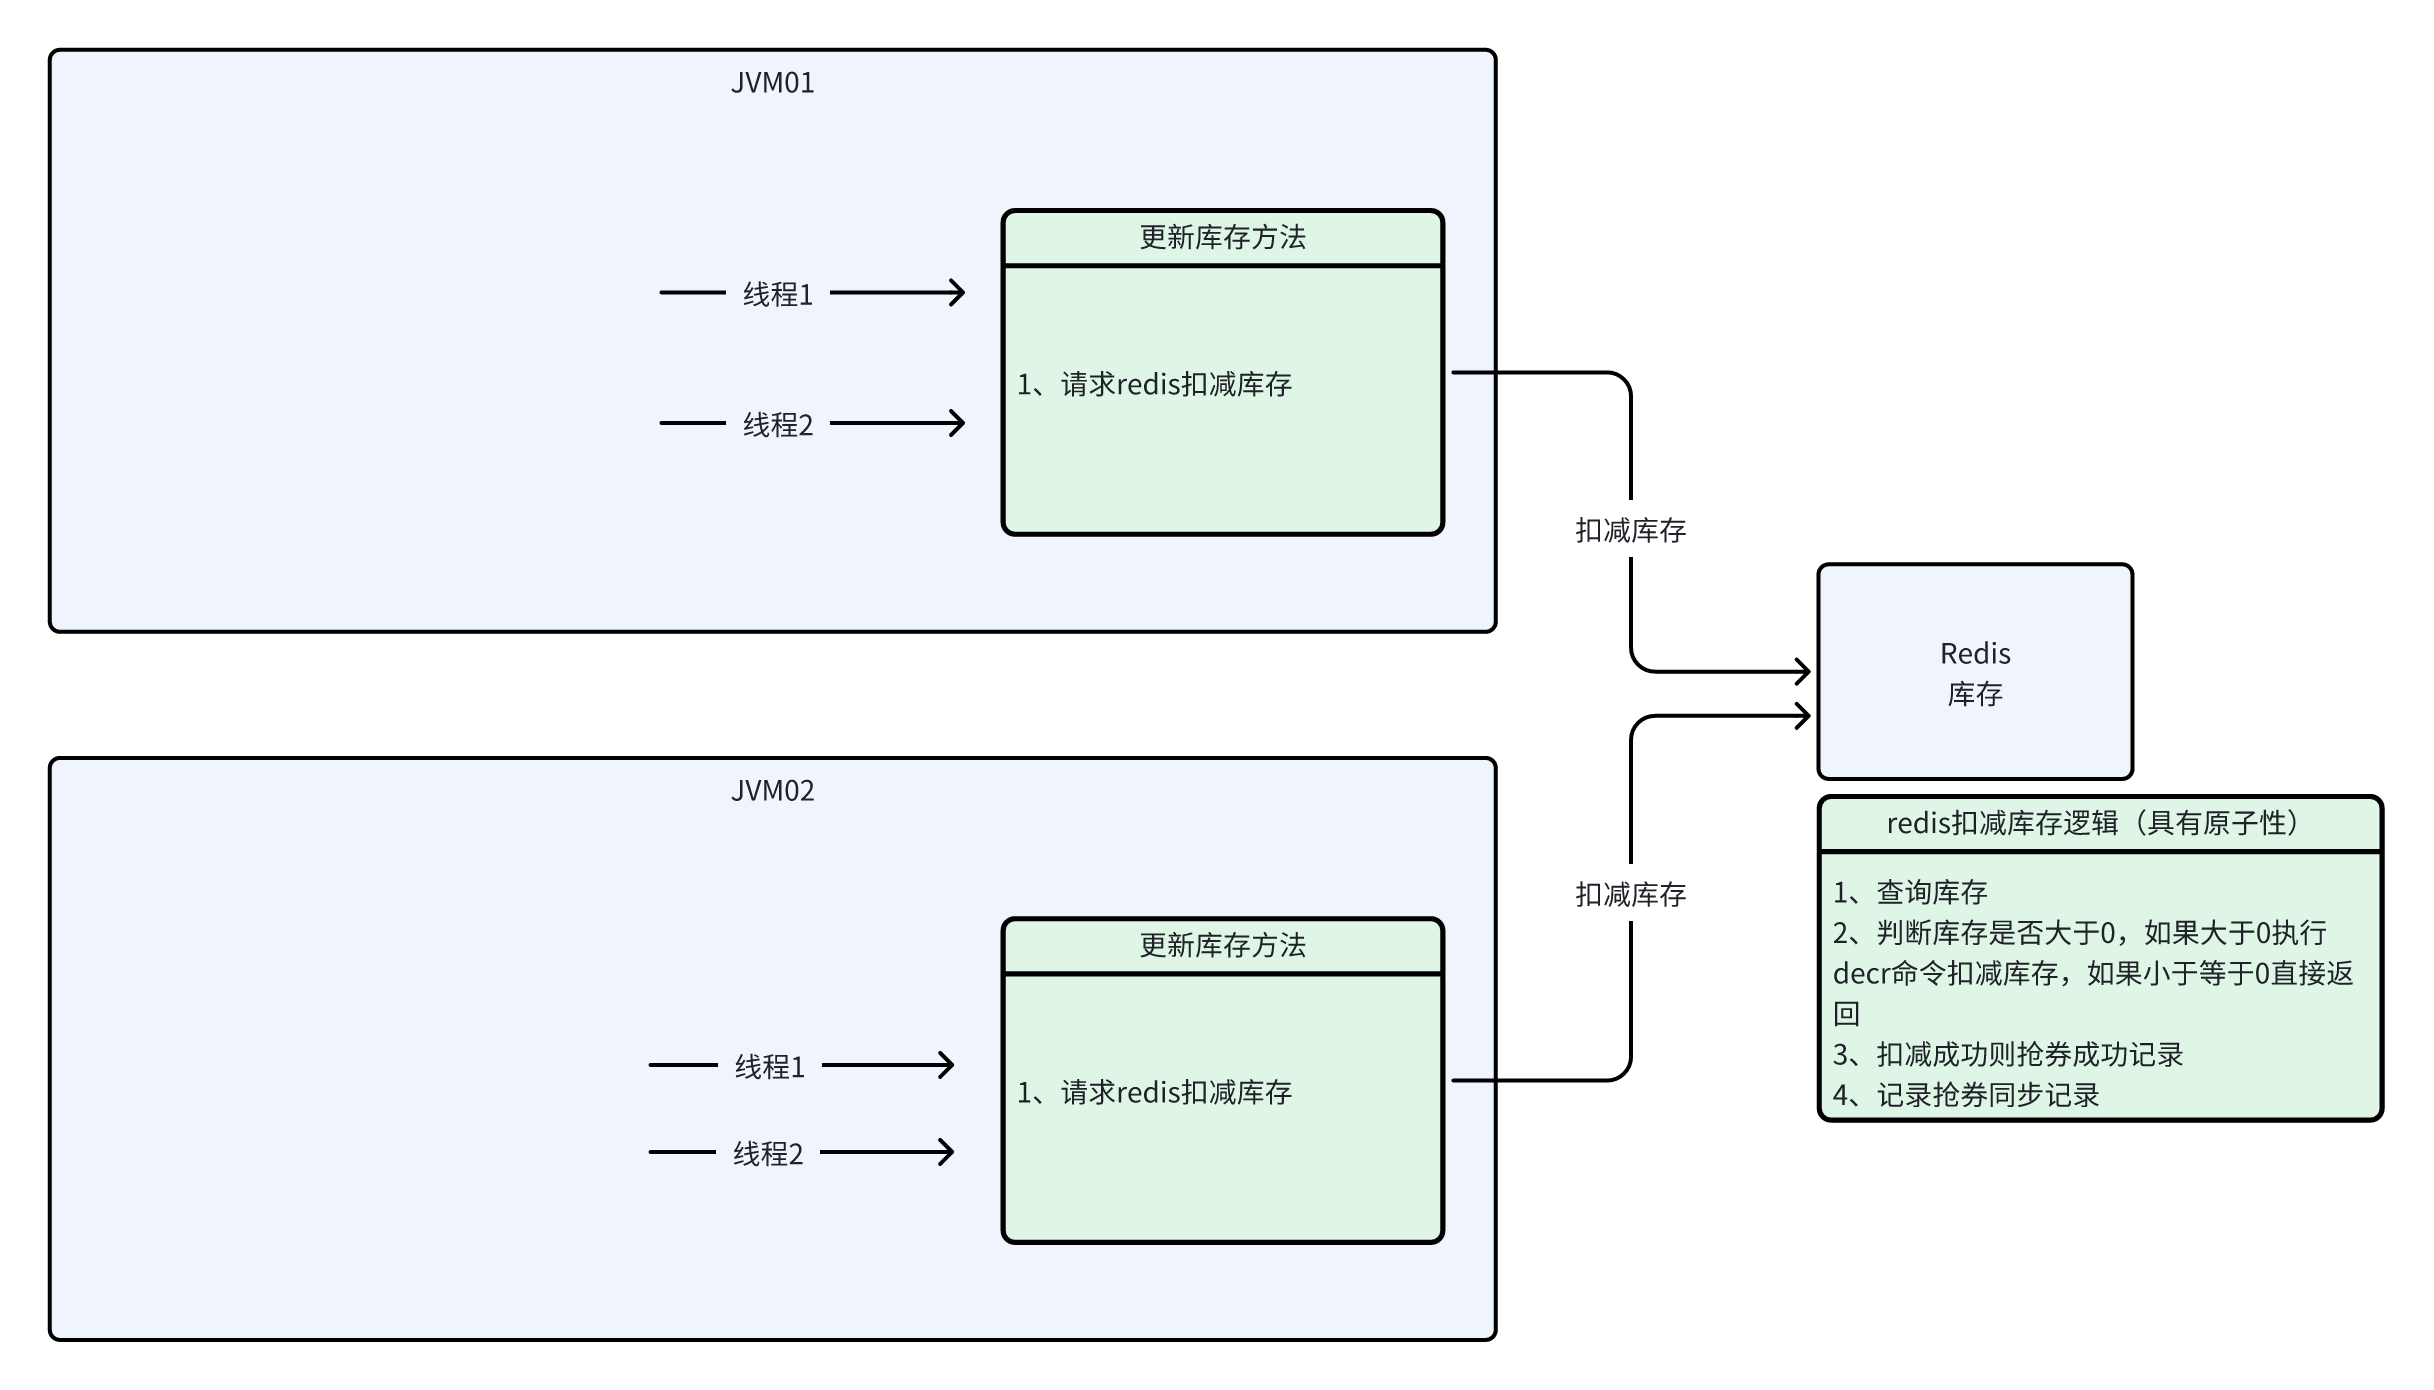 JVM01
更新库存方法
线程1
1、请求redis扣减库存
线程2
扣减库存
Redis
库存
JVM02
redis扣减库存逻辑（具有原子性）
1、查询库存
2、判断库存是否大于0，如果大于0执行
decr命令扣减库存，如果小于等于0直接返
回
3、扣减成功则抢券成功记录
4、记录抢券同步记录
扣减库存
更新库存方法
线程1
1、请求redis扣减库存
线程2